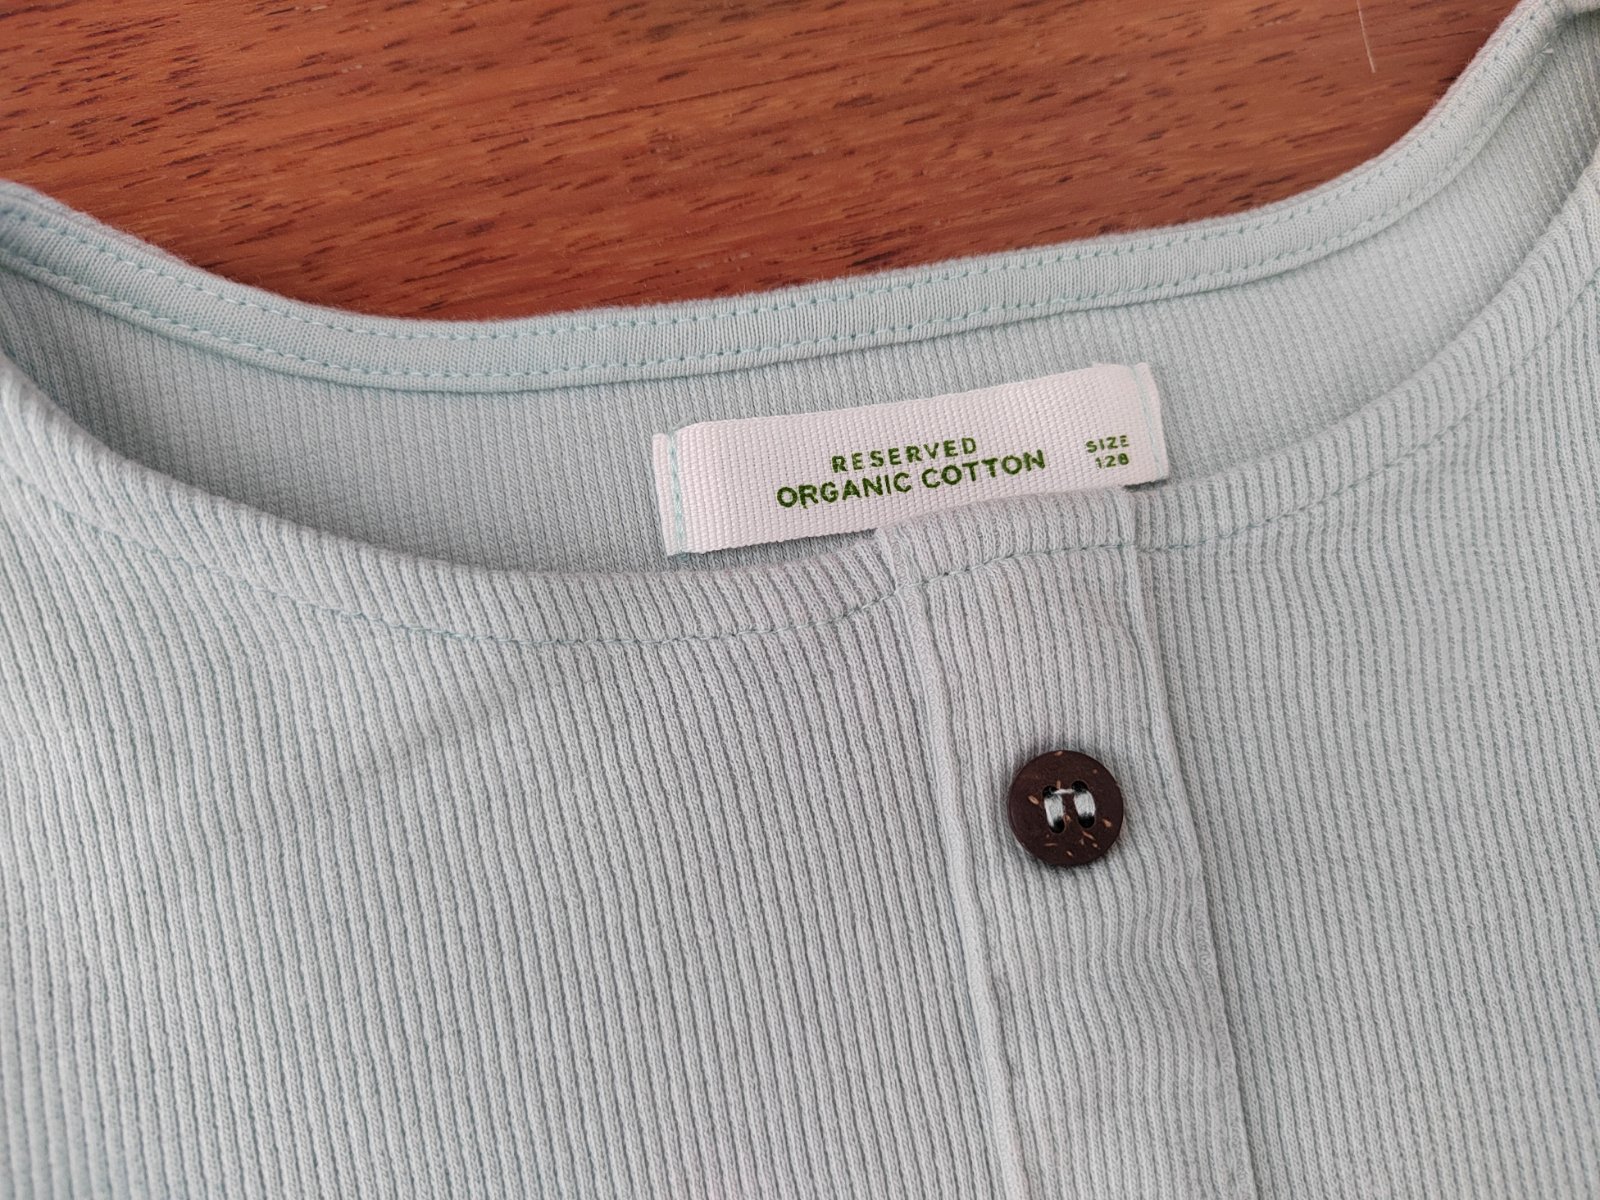 RESERVED
ORGANIC COTTON
SIZE
128